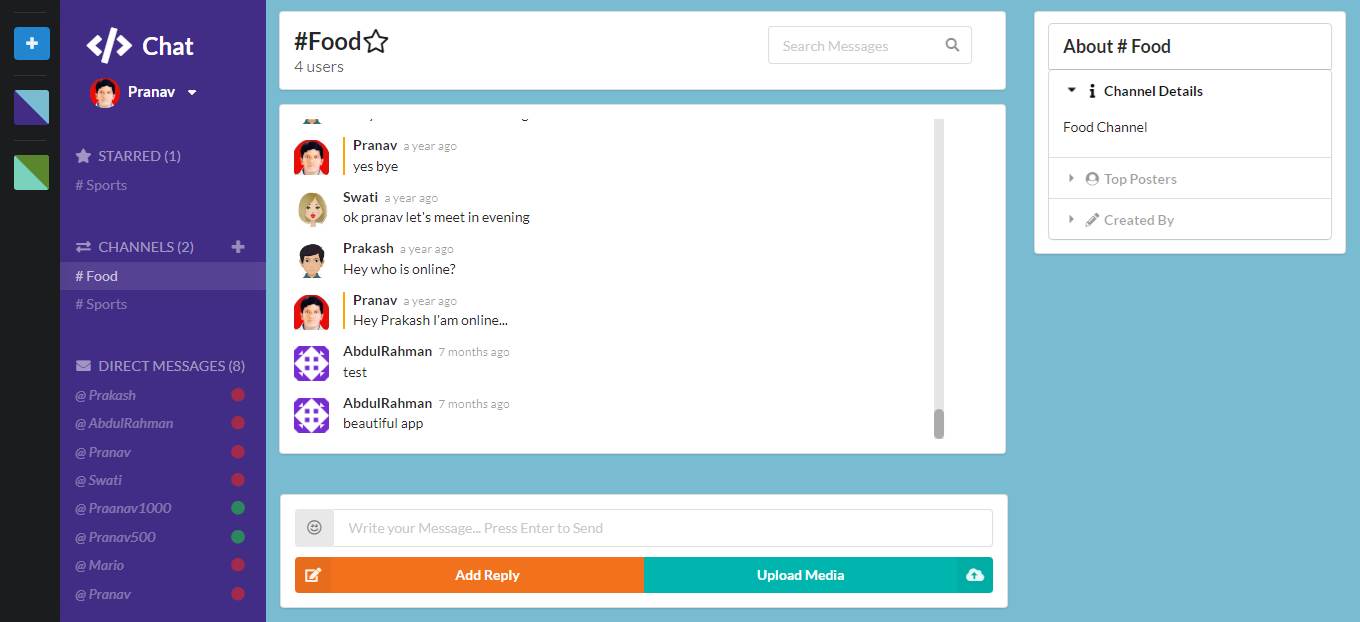 Chat
Pranav
STARRED (1)
# Sports
CHANNELS (2)
# Food
# Sports
DIRECT MESSAGES (8)
@ Prakash
@ AbdulRahman
@ Pranav
@ Swati
@ Praanav1000
@ Pranav500
@ Mario
@ Pranav
#Food
4 users
Search Messages
Pranav a year ago
yes bye
Swati a year ago
ok pranav let's meet in evening
Prakash a year ago
Hey who is online?
Pranav a year ago
Hey Prakash I'am online...
AbdulRahman 7 months ago
test
AbdulRahman 7 months ago
beautiful app
Write your Message... Press Enter to Send
Add Reply
Upload Media
About # Food
Channel Details
Food Channel
Top Posters
Created By